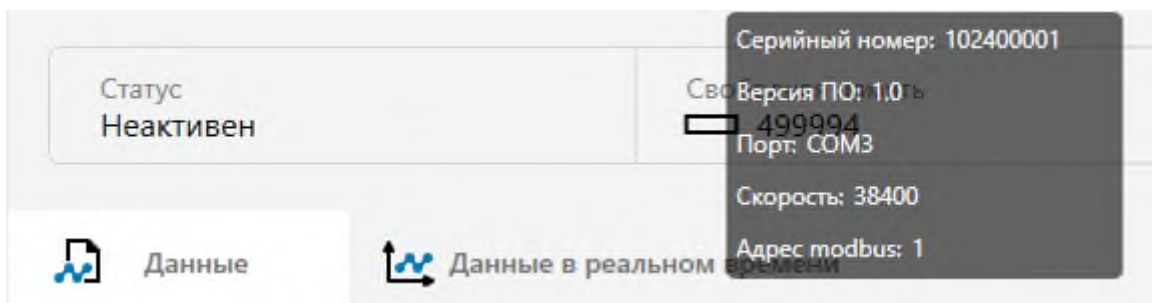 Серийный номер: 102400001
Статус
Неактивен
499994
Версия ПО: 1.0
Порт: COM3
Скорость: 38400
Адрес modbus: 1
Данные
Данные в реальном времени